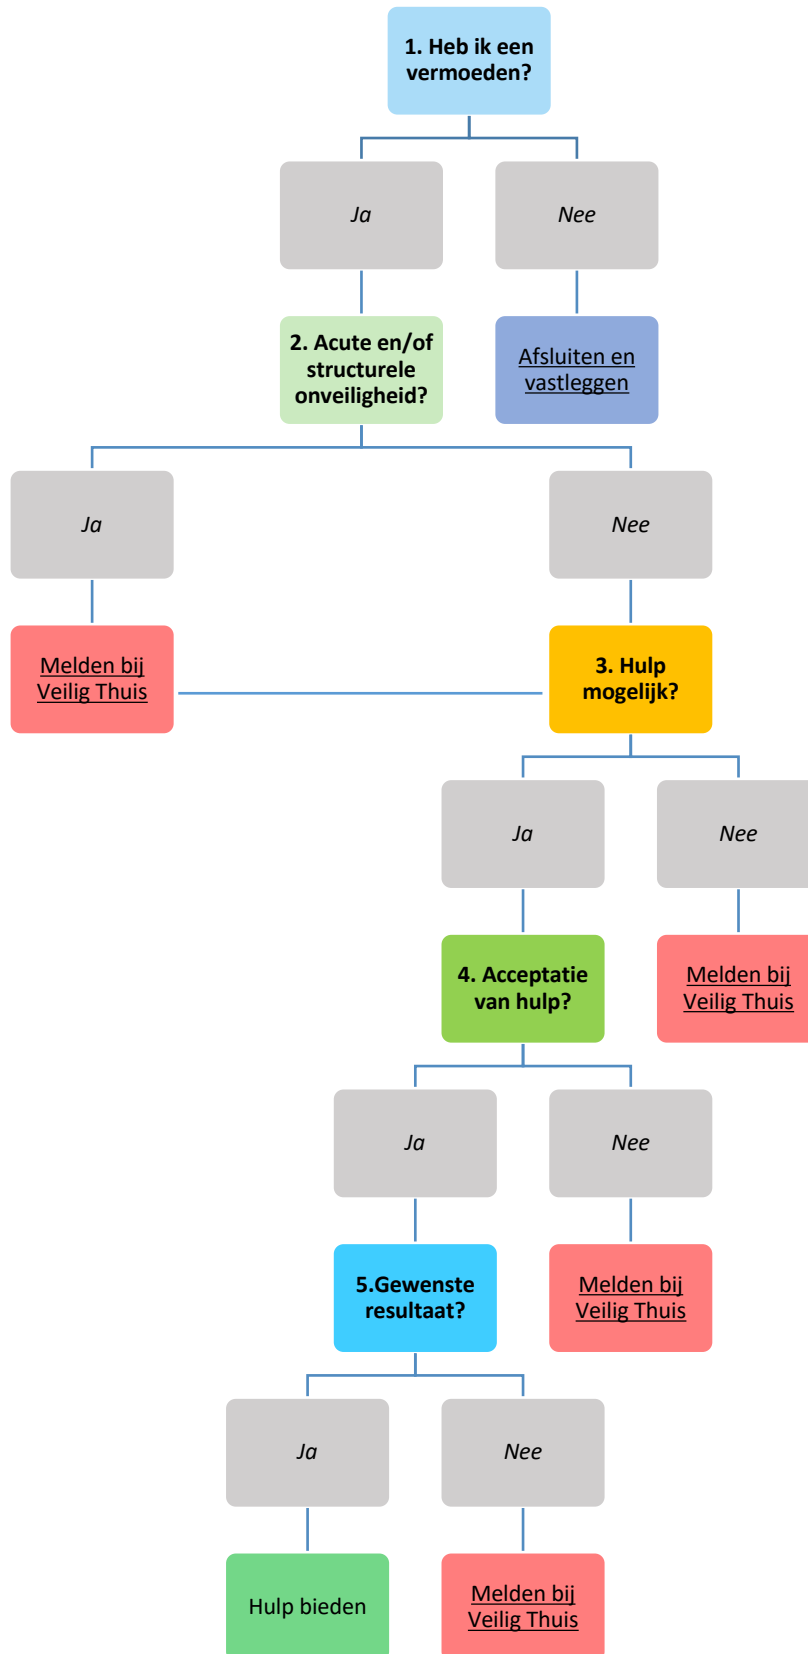 1. Heb ik een
vermoeden?
Ja
Nee
2. Acute en/of
structurele
onveiligheid?
Afsluiten en
vastleggen
Ja
Nee
Melden bij
Veilig Thuis
3. Hulp
mogelijk?
Ja
Nee
4. Acceptatie
van hulp?
Melden bij
Veilig Thuis
Ja
Nee
5.Gewenste
resultaat?
Melden bij
Veilig Thuis
Ja
Nee
Hulp bieden
Melden bij
Veilig Thuis